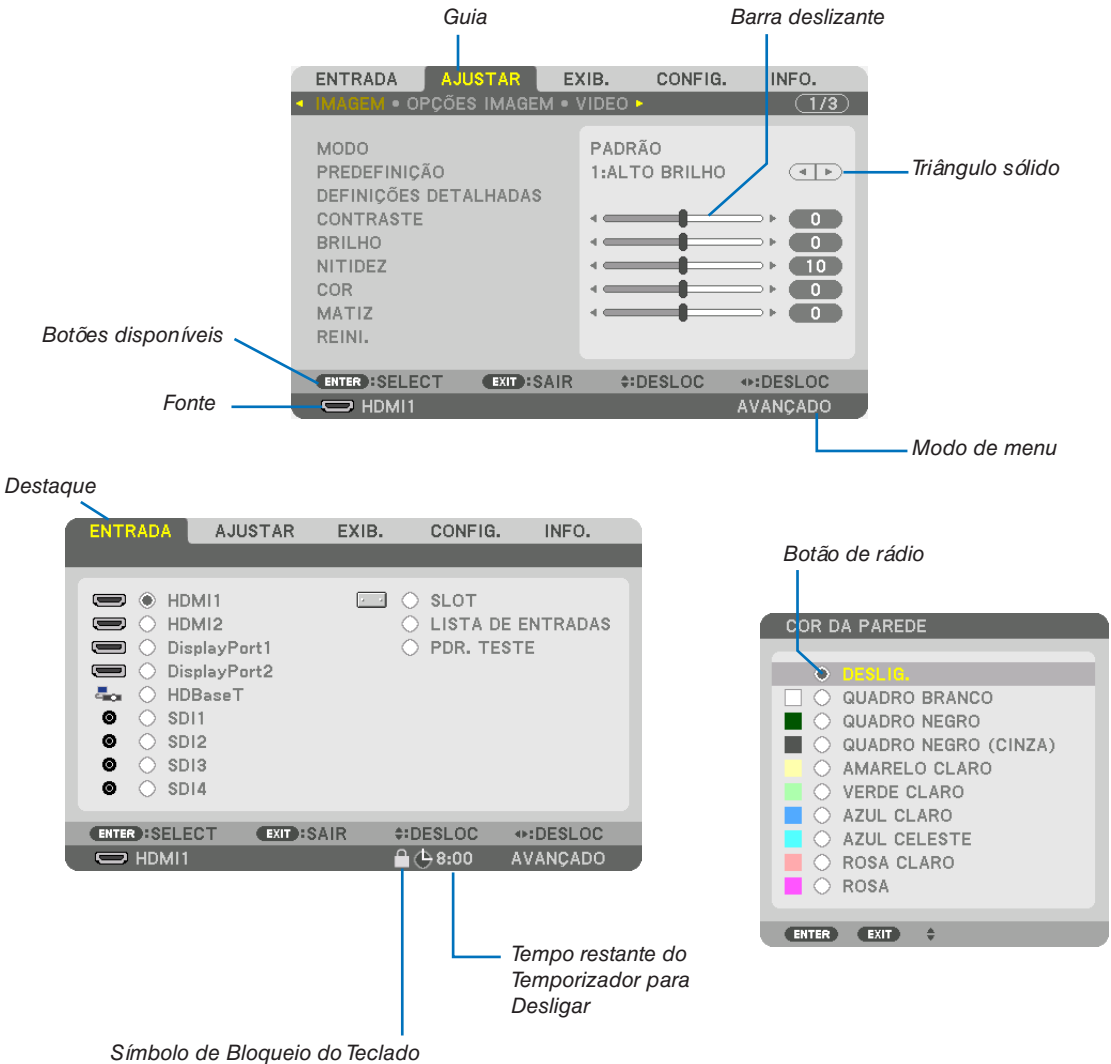 Guia
Barra deslizante
ENTRADA AJUSTAR EXIB. CONFIG. INFO.
IMAGEM • OPÇÕES IMAGEM • VIDEO 1/3
MODO PADRÃO
PREDEFINIÇÃO 1:ALTO BRILHO
Triângulo sólido
DEFINIÇÕES DETALHADAS
CONTRASTE 0
BRILHO 0
NITIDEZ 10
COR 0
MATIZ 0
REINI.
Botões disponíveis
ENTER:SELECT EXIT:SAIR :DESLOC :DESLOC
Fonte
HDMI1 AVANÇADO
Modo de menu
Destaque
ENTRADA AJUSTAR EXIB. CONFIG. INFO.
HDMI1 SLOT
HDMI2 LISTA DE ENTRADAS
DisplayPort1 PDR. TESTE
DisplayPort2
HDBaseT
SDI1
SDI2
SDI3
SDI4
ENTER:SELECT EXIT:SAIR :DESLOC :DESLOC
HDMI1 8:00 AVANÇADO
Tempo restante do
Temporizador para
Desligar
Símbolo de Bloqueio do Teclado
Botão de rádio
COR DA PAREDE
DESLIG.
QUADRO BRANCO
QUADRO NEGRO
QUADRO NEGRO (CINZA)
AMARELO CLARO
VERDE CLARO
AZUL CLARO
AZUL CELESTE
ROSA CLARO
ROSA
ENTER EXIT